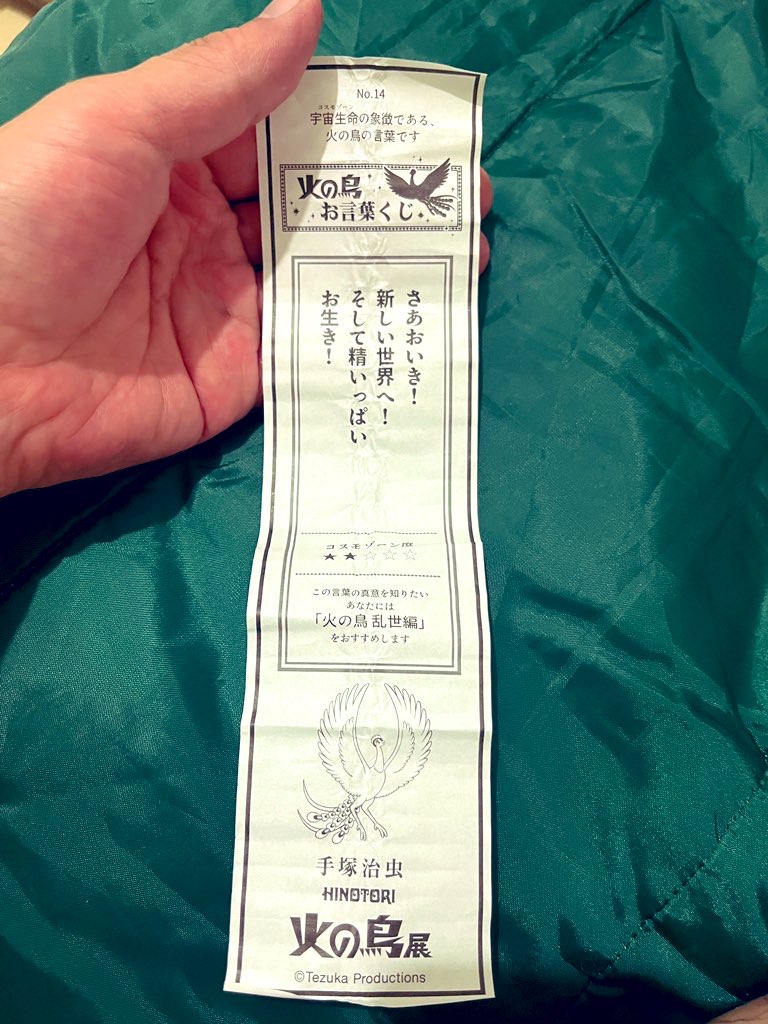 No.14
宇宙生命の象徴である、
コスモゾーン
火の鳥の言葉です
火の鳥
お言葉くじ
さあおいき！
新しい世界へ！
そして精いっぱい
お生き！
コスモゾーン度
★★☆☆☆
この言葉の真意を知りたい
あなたには
「火の鳥 乱世編」
をおすすめします
手塚治虫
HINOTORI
火の鳥展
©Tezuka Productions